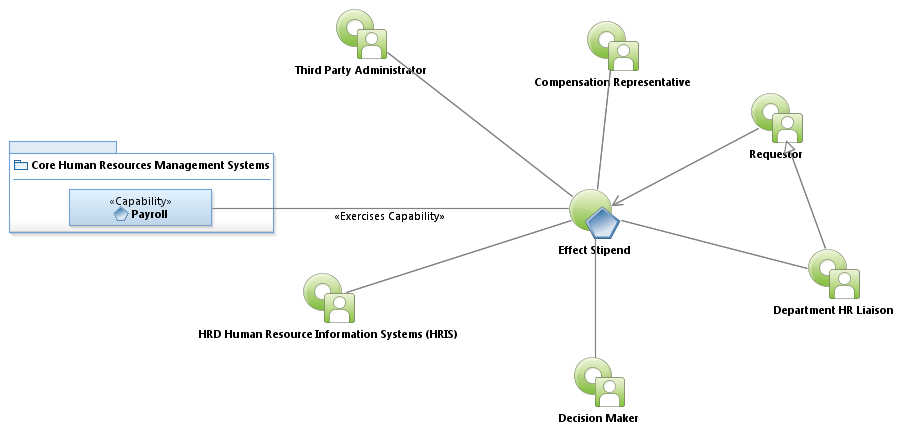 Third Party Administrator
Compensation Representative
Requestor
Core Human Resources Management Systems
«Capability»
Payroll
«Exercises Capability»
Effect Stipend
Department HR Liaison
HRD Human Resource Information Systems (HRIS)
Decision Maker